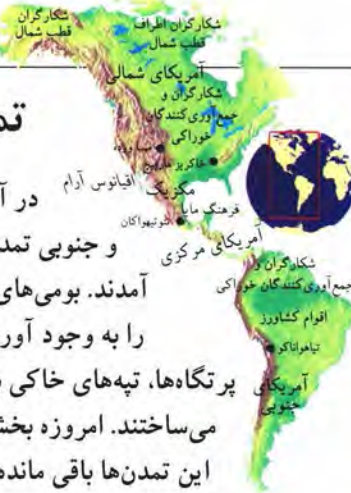 شکارگران
قطب شمال
شکارگران اطراف
قطب شمال
آمریکای شمالی
شکارگران و
جمع‌آوری‌کنندگان
خوراکی
اقیانوس آرام
مکزیک
فرهنگ مایا
تئوتیهواکان
آمریکای مرکزی
شکارگران و
جمع‌آوری‌کنندگان خوراکی
اقوام کشاورز
تیاهواناکو
آمریکای
جنوبی
تم
در آ
و جنوبی تمد
آمدند. بومی‌های
را به وجود آور
پرتگاه‌ها، تپه‌های خاکی
می‌ساختند. امروزه بخش
این تمدن‌ها باقی مانده